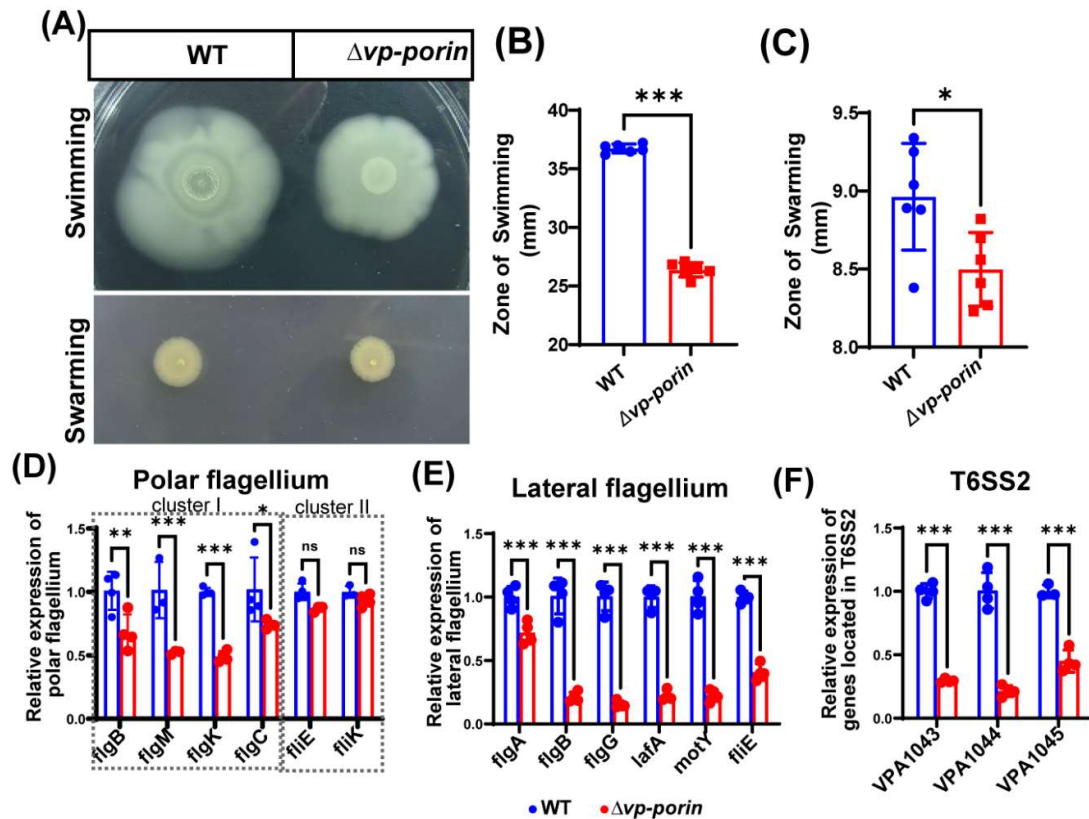 (A)
WT Δvp-porin
Swimming
Swarming
(B)
***
Zone of Swimming
(mm)
40
35
30
25
20
WT
Δvp-porin
(C)
*
Zone of Swarming
(mm)
9.5
9.0
8.5
8.0
WT
Δvp-porin
(D)
Polar flagellium
cluster I cluster II
Relative expression of
polar flagellium
1.5
1.0
0.5
0.0
** *** *** * ns ns
flgB flgM flgK flgC fliE fliK
(E)
Lateral flagellium
Relative expression of
lateral flagellium
1.5
1.0
0.5
0.0
*** *** *** *** *** ***
flgA flgB flgG lafA motY fliE
WT Δvp-porin
(F)
T6SS2
Relative expression of
genes located in T6SS2
1.5
1.0
0.5
0.0
*** *** ***
VPA1043 VPA1044 VPA1045